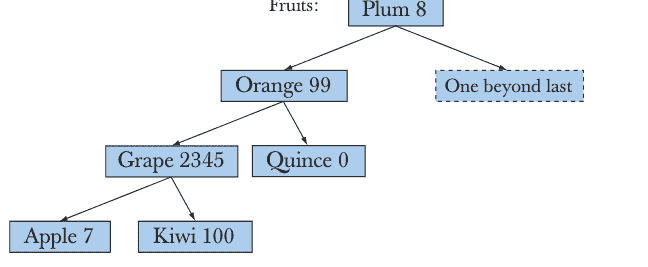 Fruits:
Plum 8
Orange 99
One beyond last
Grape 2345
Quince 0
Apple 7
Kiwi 100